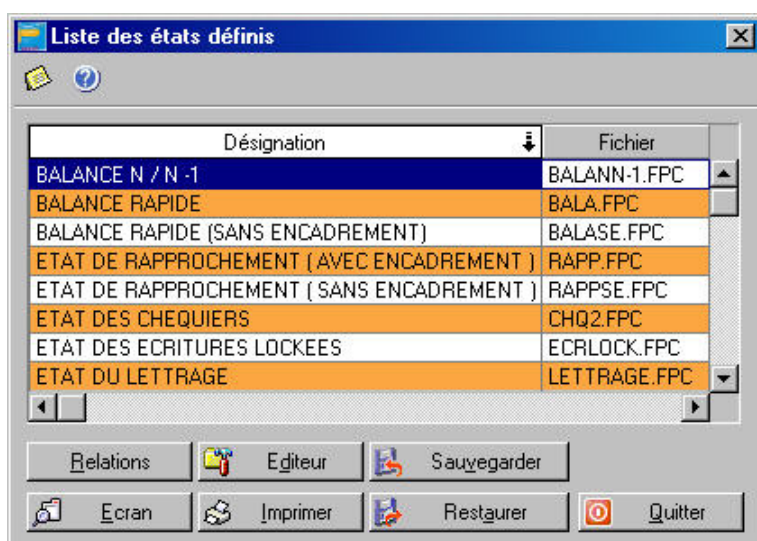 Liste des états définis
Désignation Fichier
BALANCE N / N -1 BALANN-1.FPC
BALANCE RAPIDE BALA.FPC
BALANCE RAPIDE (SANS ENCADREMENT) BALASE.FPC
ETAT DE RAPPROCHEMENT ( AVEC ENCADREMENT ) RAPP.FPC
ETAT DE RAPPROCHEMENT ( SANS ENCADREMENT ) RAPPSE.FPC
ETAT DES CHEQUIERS CHQ2.FPC
ETAT DES ECRITURES LOCKEES ECRLOCK.FPC
ETAT DU LETTRAGE LETTRAGE.FPC
Relations Editeur Sauvegarder
Ecran Imprimer Restaurer Quitter